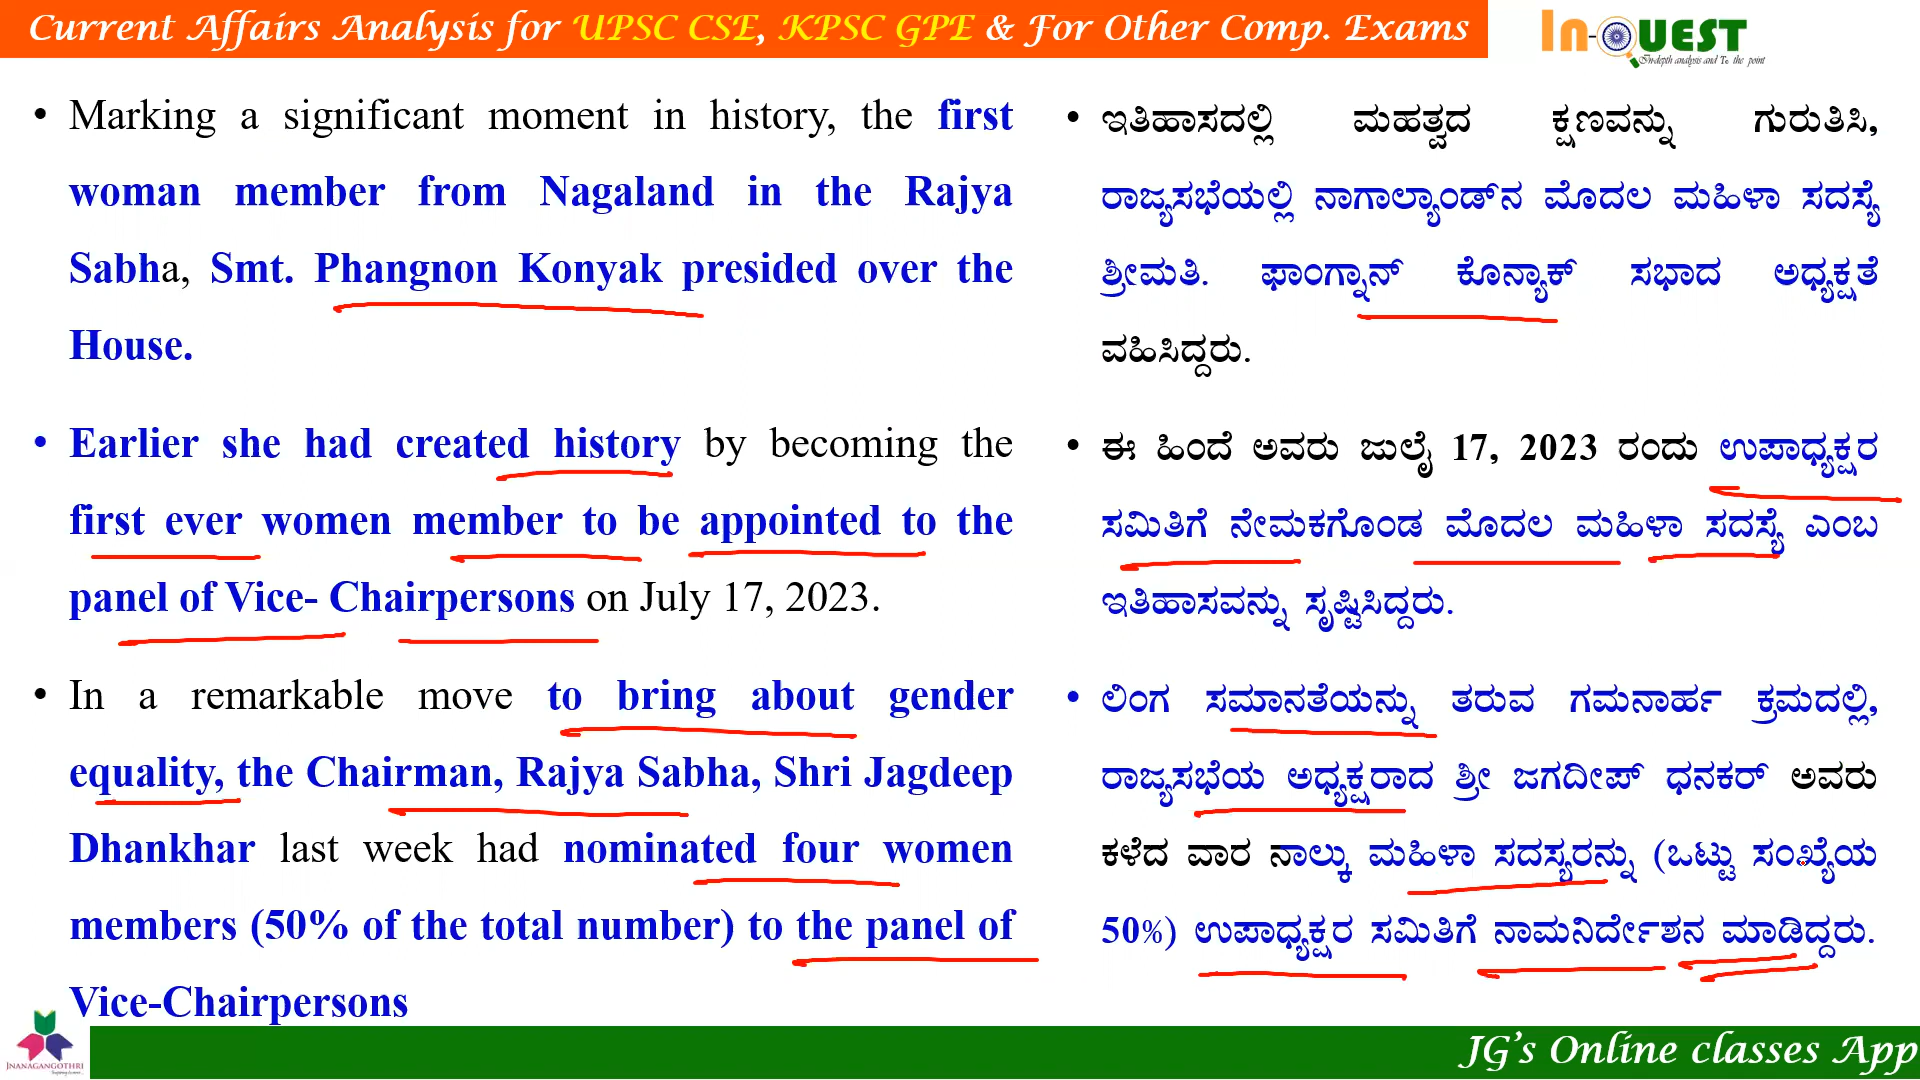 Current Affairs Analysis for UPSC CSE, KPSC GPE & For Other Comp. Exams
In-QUEST
In-depth analysis and To the point
• Marking a significant moment in history, the first
woman member from Nagaland in the Rajya
Sabha, Smt. Phangnon Konyak presided over the
House.
• Earlier she had created history by becoming the
first ever women member to be appointed to the
panel of Vice- Chairpersons on July 17, 2023.
• In a remarkable move to bring about gender
equality, the Chairman, Rajya Sabha, Shri Jagdeep
Dhankhar last week had nominated four women
members (50% of the total number) to the panel of
Vice-Chairpersons
• ಇತಿಹಾಸದಲ್ಲಿ ಮಹತ್ವದ ಕ್ಷಣವನ್ನು ಗುರುತಿಸಿ,
ರಾಜ್ಯಸಭೆಯಲ್ಲಿ ನಾಗಾಲ್ಯಾಂಡ್‌ನ ಮೊದಲ ಮಹಿಳಾ ಸದಸ್ಯೆ
ಶ್ರೀಮತಿ. ಫಾಂಗ್ನಾನ್ ಕೊನ್ಯಾಕ್ ಸಭಾದ ಅಧ್ಯಕ್ಷತೆ
ವಹಿಸಿದ್ದರು.
• ಈ ಹಿಂದೆ ಅವರು ಜುಲೈ 17, 2023 ರಂದು ಉಪಾಧ್ಯಕ್ಷರ
ಸಮಿತಿಗೆ ನೇಮಕಗೊಂಡ ಮೊದಲ ಮಹಿಳಾ ಸದಸ್ಯೆ ಎಂಬ
ಇತಿಹಾಸವನ್ನು ಸೃಷ್ಟಿಸಿದ್ದರು.
• ಲಿಂಗ ಸಮಾನತೆಯನ್ನು ತರುವ ಗಮನಾರ್ಹ ಕ್ರಮದಲ್ಲಿ,
ರಾಜ್ಯಸಭೆಯ ಅಧ್ಯಕ್ಷರಾದ ಶ್ರೀ ಜಗದೀಪ್ ಧನಕರ್ ಅವರು
ಕಳೆದ ವಾರ ನಾಲ್ಕು ಮಹಿಳಾ ಸದಸ್ಯರನ್ನು (ಒಟ್ಟು ಸಂಖ್ಯೆಯ
50%) ಉಪಾಧ್ಯಕ್ಷರ ಸಮಿತಿಗೆ ನಾಮನಿರ್ದೇಶನ ಮಾಡಿದ್ದರು.
JNANAGANGOTHRI
JG's Online classes App